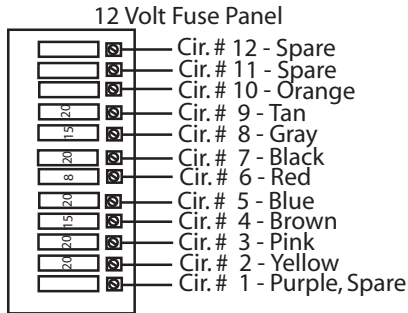 12 Volt Fuse Panel
Cir. # 12 - Spare
Cir. # 11 - Spare
Cir. # 10 - Orange
20 Cir. # 9 - Tan
15 Cir. # 8 - Gray
20 Cir. # 7 - Black
8 Cir. # 6 - Red
20 Cir. # 5 - Blue
15 Cir. # 4 - Brown
20 Cir. # 3 - Pink
20 Cir. # 2 - Yellow
Cir. # 1 - Purple, Spare